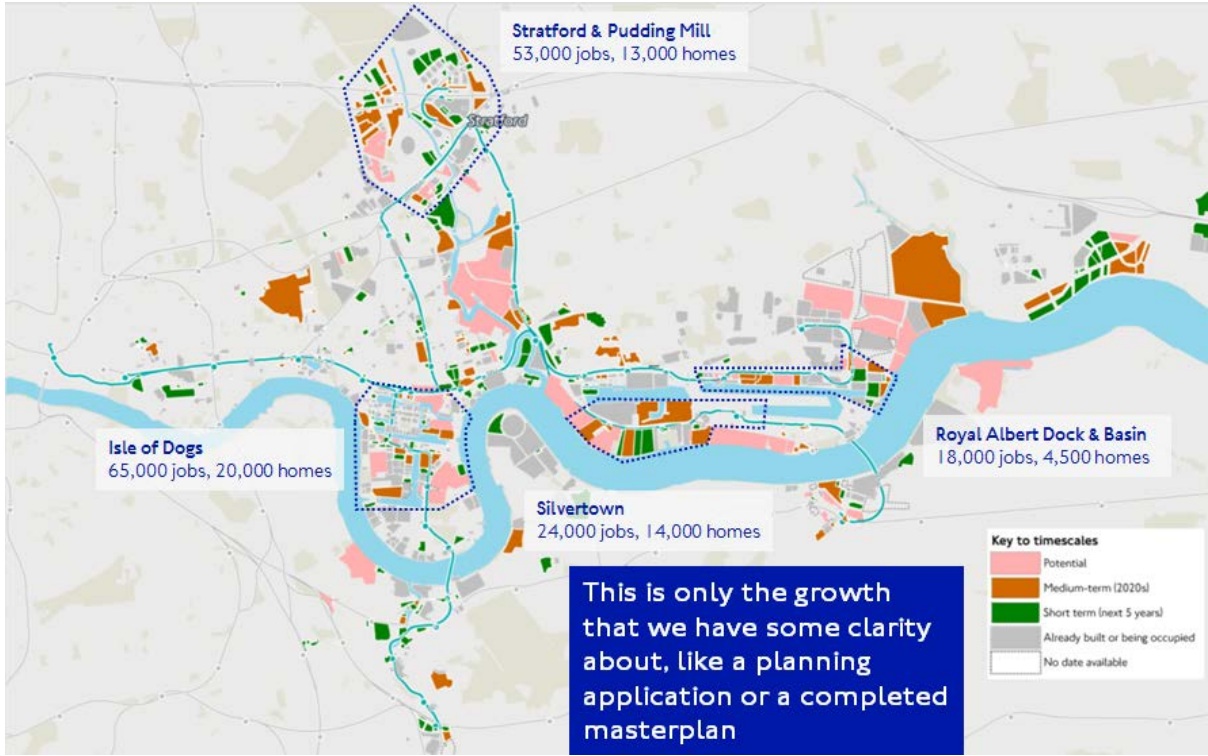 Stratford & Pudding Mill
53,000 jobs, 13,000 homes
Stratford
Isle of Dogs
65,000 jobs, 20,000 homes
Royal Albert Dock & Basin
18,000 jobs, 4,500 homes
Silvertown
24,000 jobs, 14,000 homes
This is only the growth
that we have some clarity
about, like a planning
application or a completed
masterplan
Key to timescales
Potential
Medium-term (2020s)
Short term (next 5 years)
Already built or being occupied
No date available